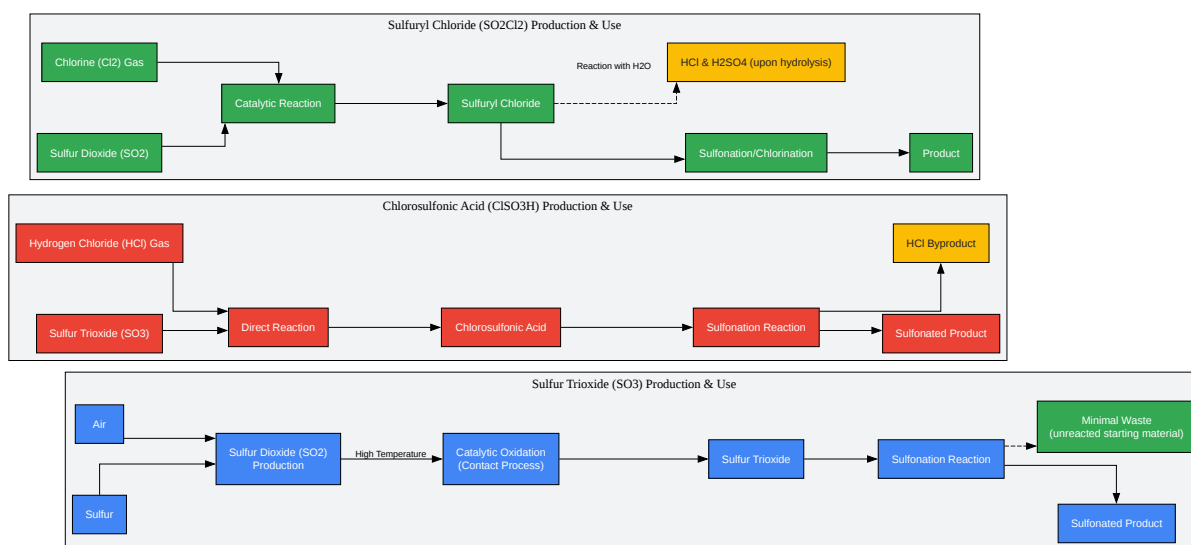 Sulfuryl Chloride (SO2Cl2) Production & Use
Chlorine (Cl2) Gas
Reaction with H2O
HCl & H2SO4 (upon hydrolysis)
Catalytic Reaction
Sulfuryl Chloride
Sulfur Dioxide (SO2)
Sulfonation/Chlorination
Product
Chlorosulfonic Acid (ClSO3H) Production & Use
Hydrogen Chloride (HCl) Gas
HCl Byproduct
Sulfur Trioxide (SO3)
Direct Reaction
Chlorosulfonic Acid
Sulfonation Reaction
Sulfonated Product
Sulfur Trioxide (SO3) Production & Use
Air
Minimal Waste
(unreacted starting material)
Sulfur Dioxide (SO2)
Production
High Temperature
Catalytic Oxidation
(Contact Process)
Sulfur Trioxide
Sulfonation Reaction
Sulfur
Sulfonated Product